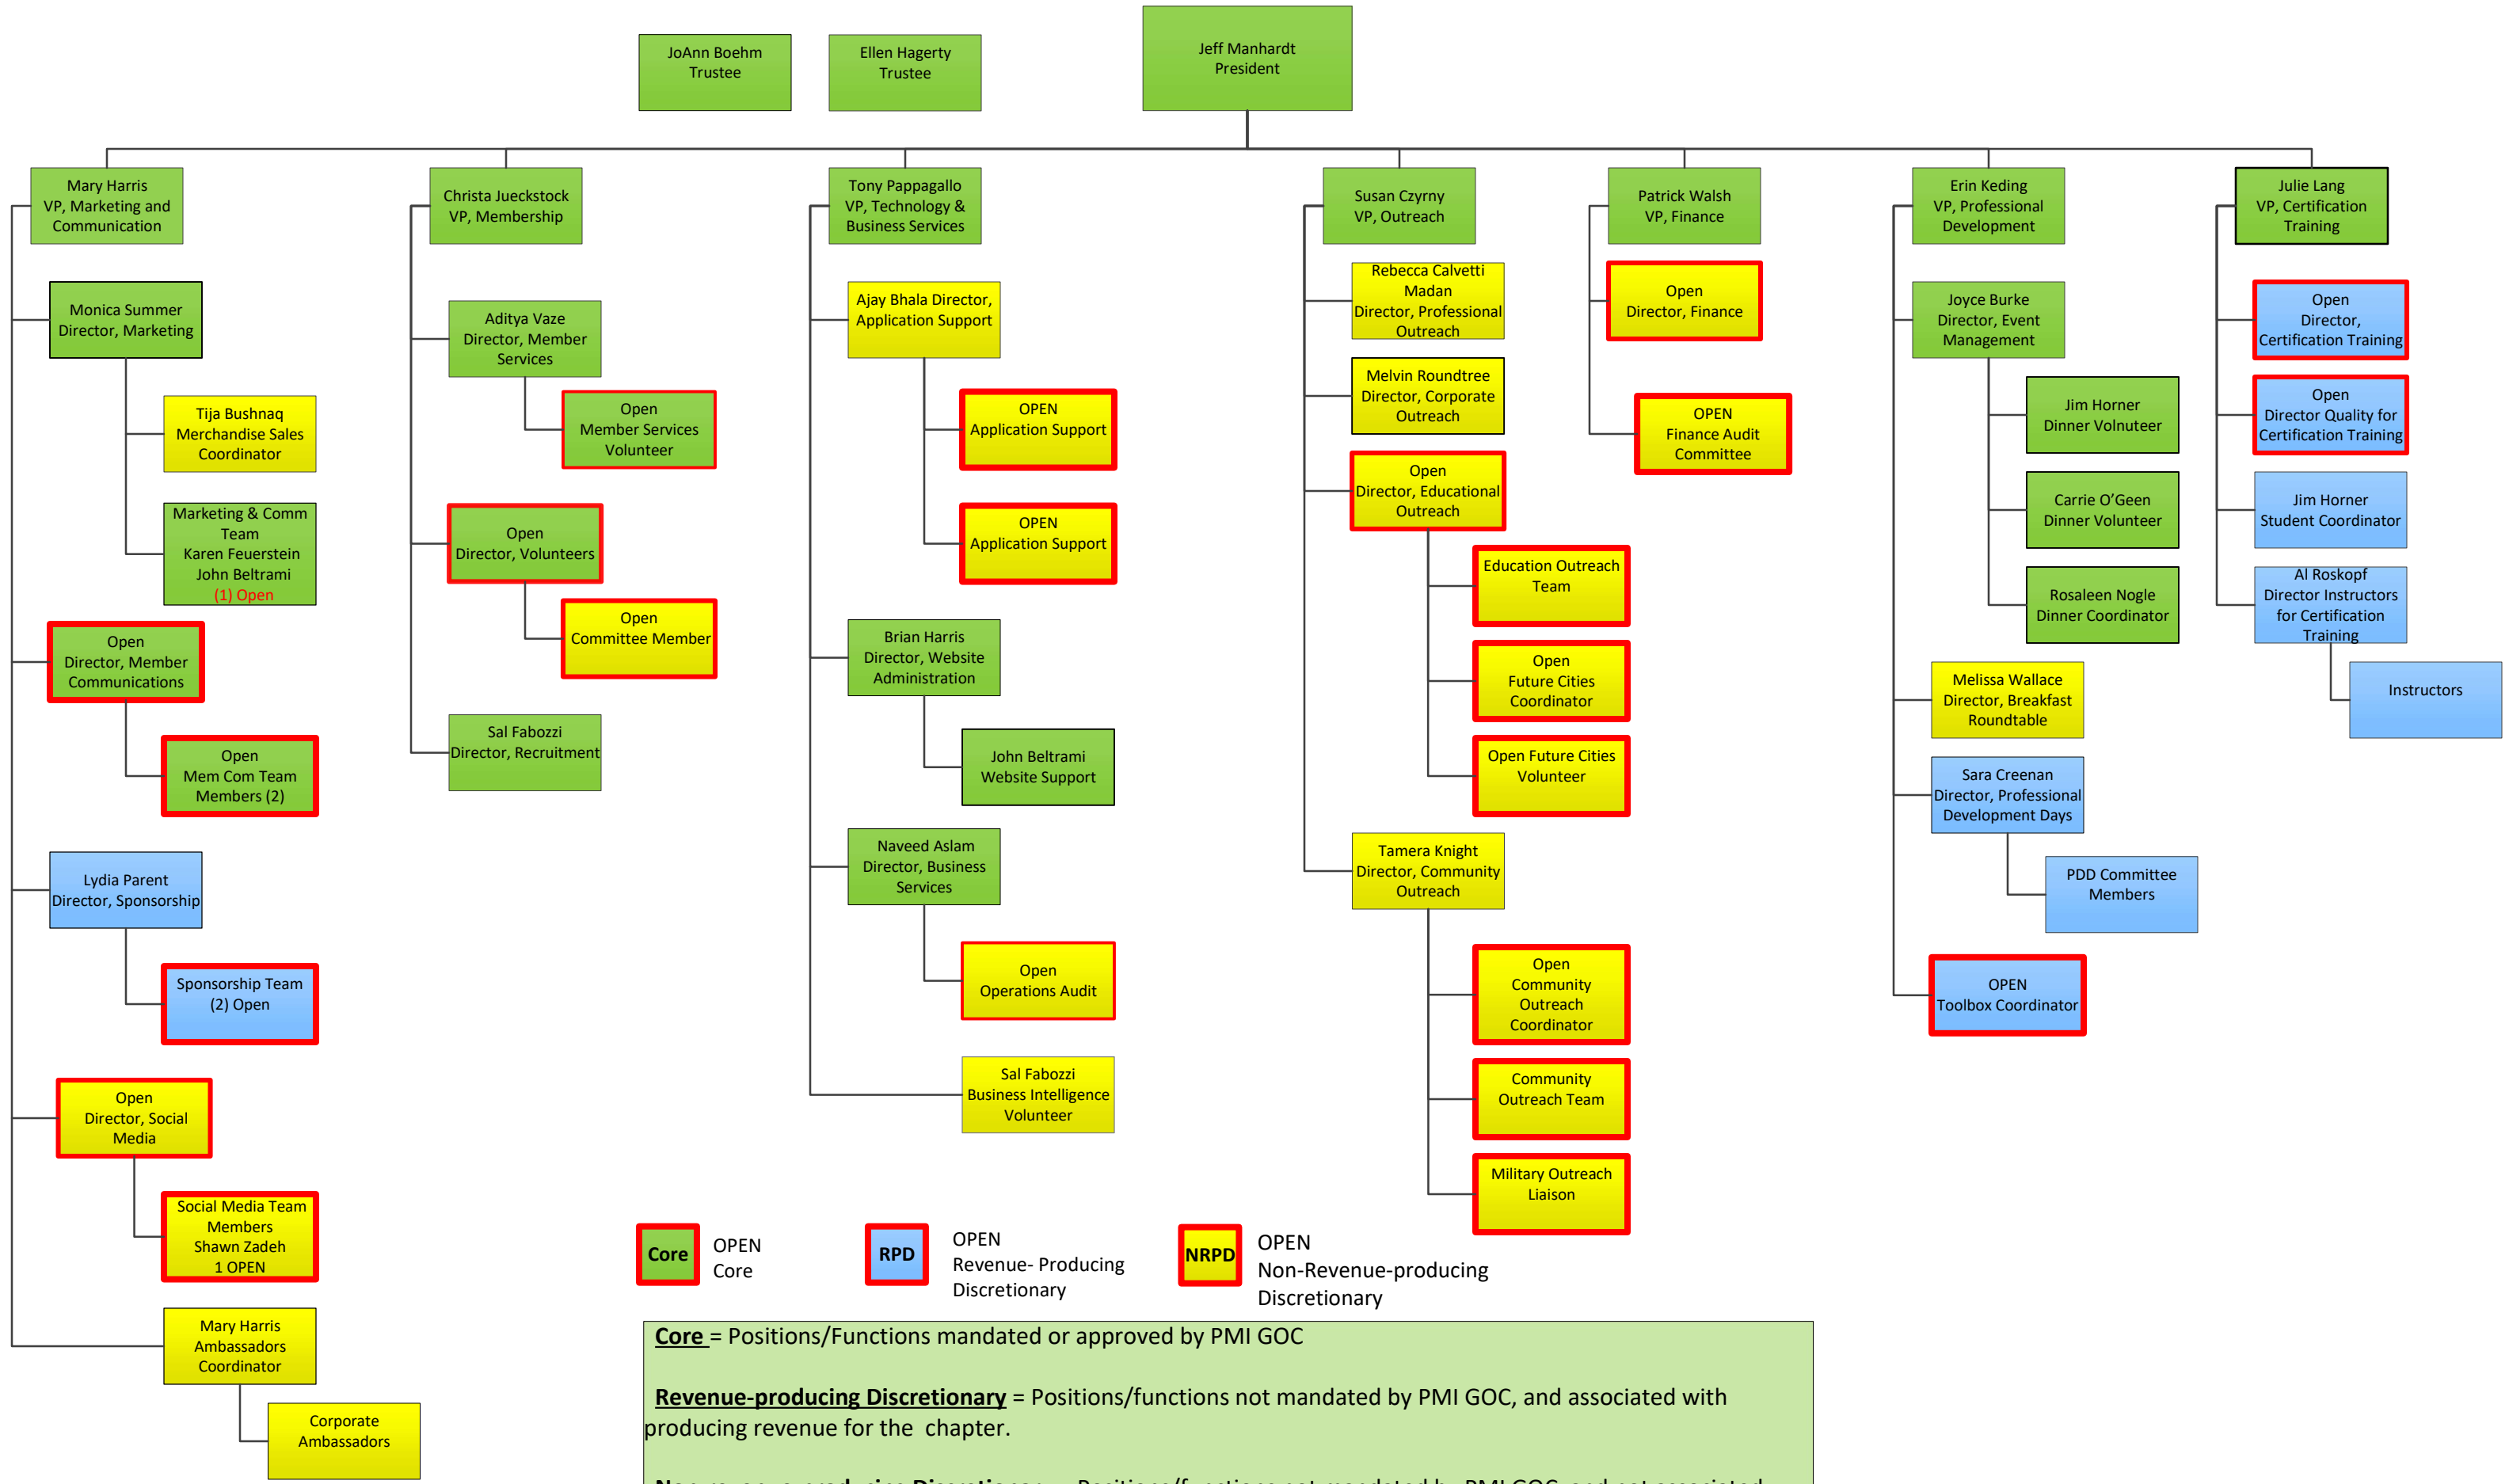 JoAnn Boehm
Trustee
Ellen Hagerty
Trustee
Jeff Manhardt
President
Mary Harris
VP, Marketing and
Communication
Monica Summer
Director, Marketing
Tija Bushnaq
Merchandise Sales
Coordinator
Marketing & Comm
Team
Karen Feuerstein
John Beltrami
(1) Open
Open
Director, Member
Communications
Open
Mem Com Team
Members (2)
Lydia Parent
Director, Sponsorship
Sponsorship Team
(2) Open
Open
Director, Social
Media
Social Media Team
Members
Shawn Zadeh
1 OPEN
Mary Harris
Ambassadors
Coordinator
Corporate
Ambassadors
Christa Jueckstock
VP, Membership
Aditya Vaze
Director, Member
Services
Open
Member Services
Volunteer
Open
Director, Volunteers
Open
Committee Member
Sal Fabozzi
Director, Recruitment
Tony Pappagallo
VP, Technology &
Business Services
Ajay Bhala Director,
Application Support
OPEN
Application Support
OPEN
Application Support
Brian Harris
Director, Website
Administration
John Beltrami
Website Support
Naveed Aslam
Director, Business
Services
Open
Operations Audit
Sal Fabozzi
Business Intelligence
Volunteer
Susan Czyrny
VP, Outreach
Rebecca Calvetti
Madan
Director, Professional
Outreach
Melvin Roundtree
Director, Corporate
Outreach
Open
Director, Educational
Outreach
Education Outreach
Team
Open
Future Cities
Coordinator
Open Future Cities
Volunteer
Tamera Knight
Director, Community
Outreach
Open
Community
Outreach
Coordinator
Community
Outreach Team
Military Outreach
Liaison
Patrick Walsh
VP, Finance
Open
Director, Finance
OPEN
Finance Audit
Committee
Erin Keding
VP, Professional
Development
Joyce Burke
Director, Event
Management
Jim Horner
Dinner Volnuteer
Carrie O’Geen
Dinner Volunteer
Rosaleen Nogle
Dinner Coordinator
Melissa Wallace
Director, Breakfast
Roundtable
Sara Creenan
Director, Professional
Development Days
PDD Committee
Members
OPEN
Toolbox Coordinator
Julie Lang
VP, Certification
Training
Open
Director,
Certification Training
Open
Director Quality for
Certification Training
Jim Horner
Student Coordinator
Al Roskopf
Director Instructors
for Certification
Training
Instructors
Core
OPEN
Core
RPD
OPEN
Revenue- Producing
Discretionary
NRPD
OPEN
Non-Revenue-producing
Discretionary
Core = Positions/Functions mandated or approved by PMI GOC
Revenue-producing Discretionary = Positions/functions not mandated by PMI GOC, and associated with
producing revenue for the chapter.
Non-revenue-producing Discretionary = Positions/functions not mandated by PMI GOC, and not associated